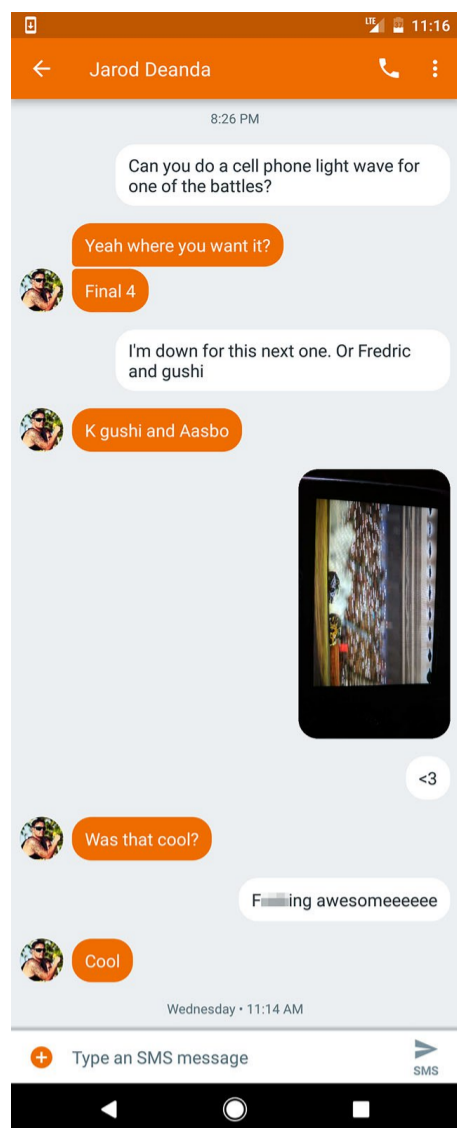 LTE 11:16
Jarod Deanda
8:26 PM
Can you do a cell phone light wave for
one of the battles?
Yeah where you want it?
Final 4
I'm down for this next one. Or Fredric
and gushi
K gushi and Aasbo
<3
Was that cool?
F ing awesomeeeeee
Cool
Wednesday • 11:14 AM
Type an SMS message
SMS